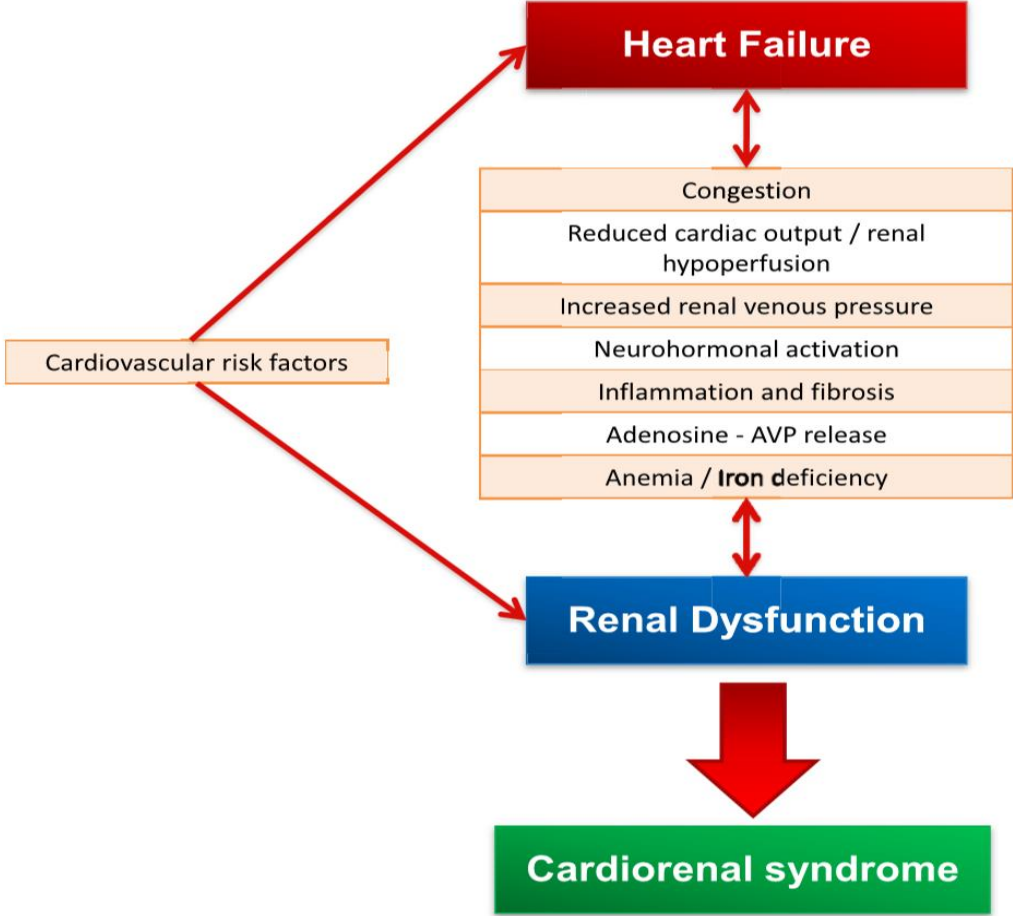 Heart Failure
Congestion
Reduced cardiac output / renal
hypoperfusion
Increased renal venous pressure
Cardiovascular risk factors
Neurohormonal activation
Inflammation and fibrosis
Adenosine - AVP release
Anemia / Iron deficiency
Renal Dysfunction
Cardiorenal syndrome